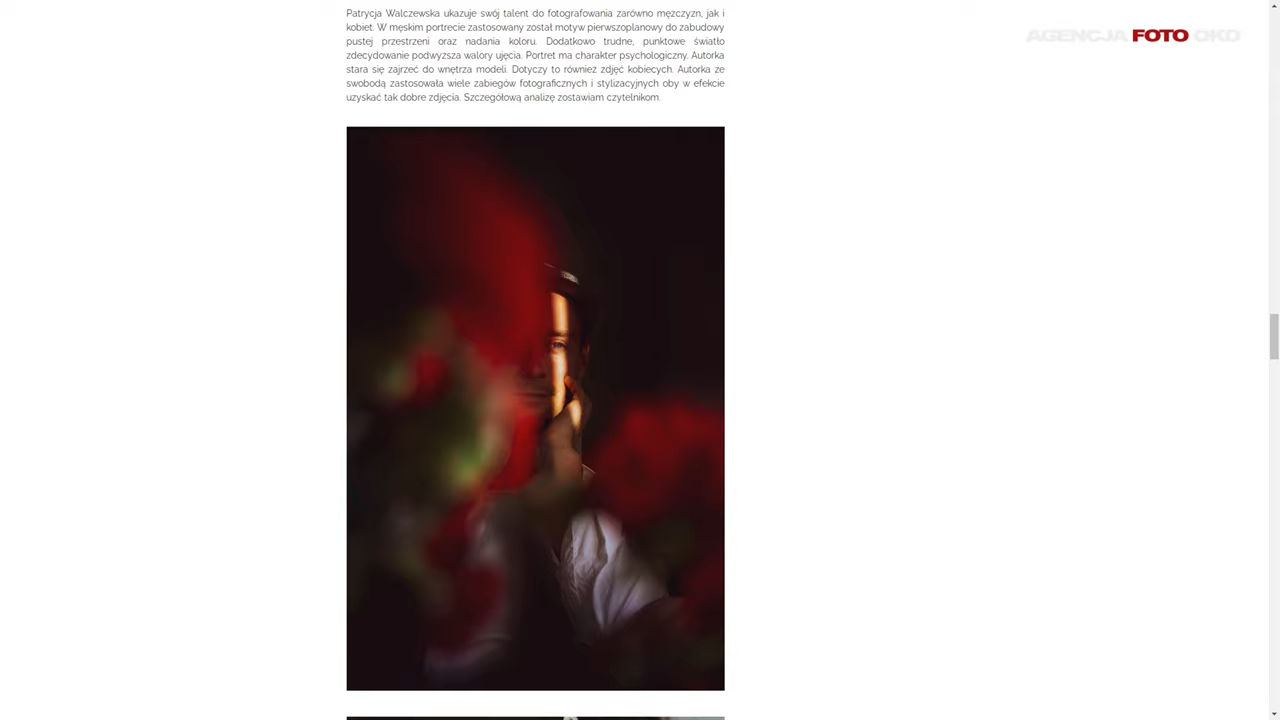 Patrycja Walczewska ukazuje swój talent do fotografowania zarówno mężczyzn, jak i
kobiet. W męskim portrecie zastosowany został motyw pierwszoplanowy do zabudowy
pustej przestrzeni oraz nadania koloru. Dodatkowo trudne, punktowe światło
zdecydowanie podwyższa walory ujęcia. Portret ma charakter psychologiczny. Autorka
stara się zajrzeć do wnętrza modeli. Dotyczy to również zdjęć kobiecych. Autorka ze
swobodą zastosowała wiele zabiegów fotograficznych i stylizacyjnych oby w efekcie
uzyskać tak dobre zdjęcia. Szczegółową analizę zostawiam czytelnikom.
AGENCJA FOTO OKO